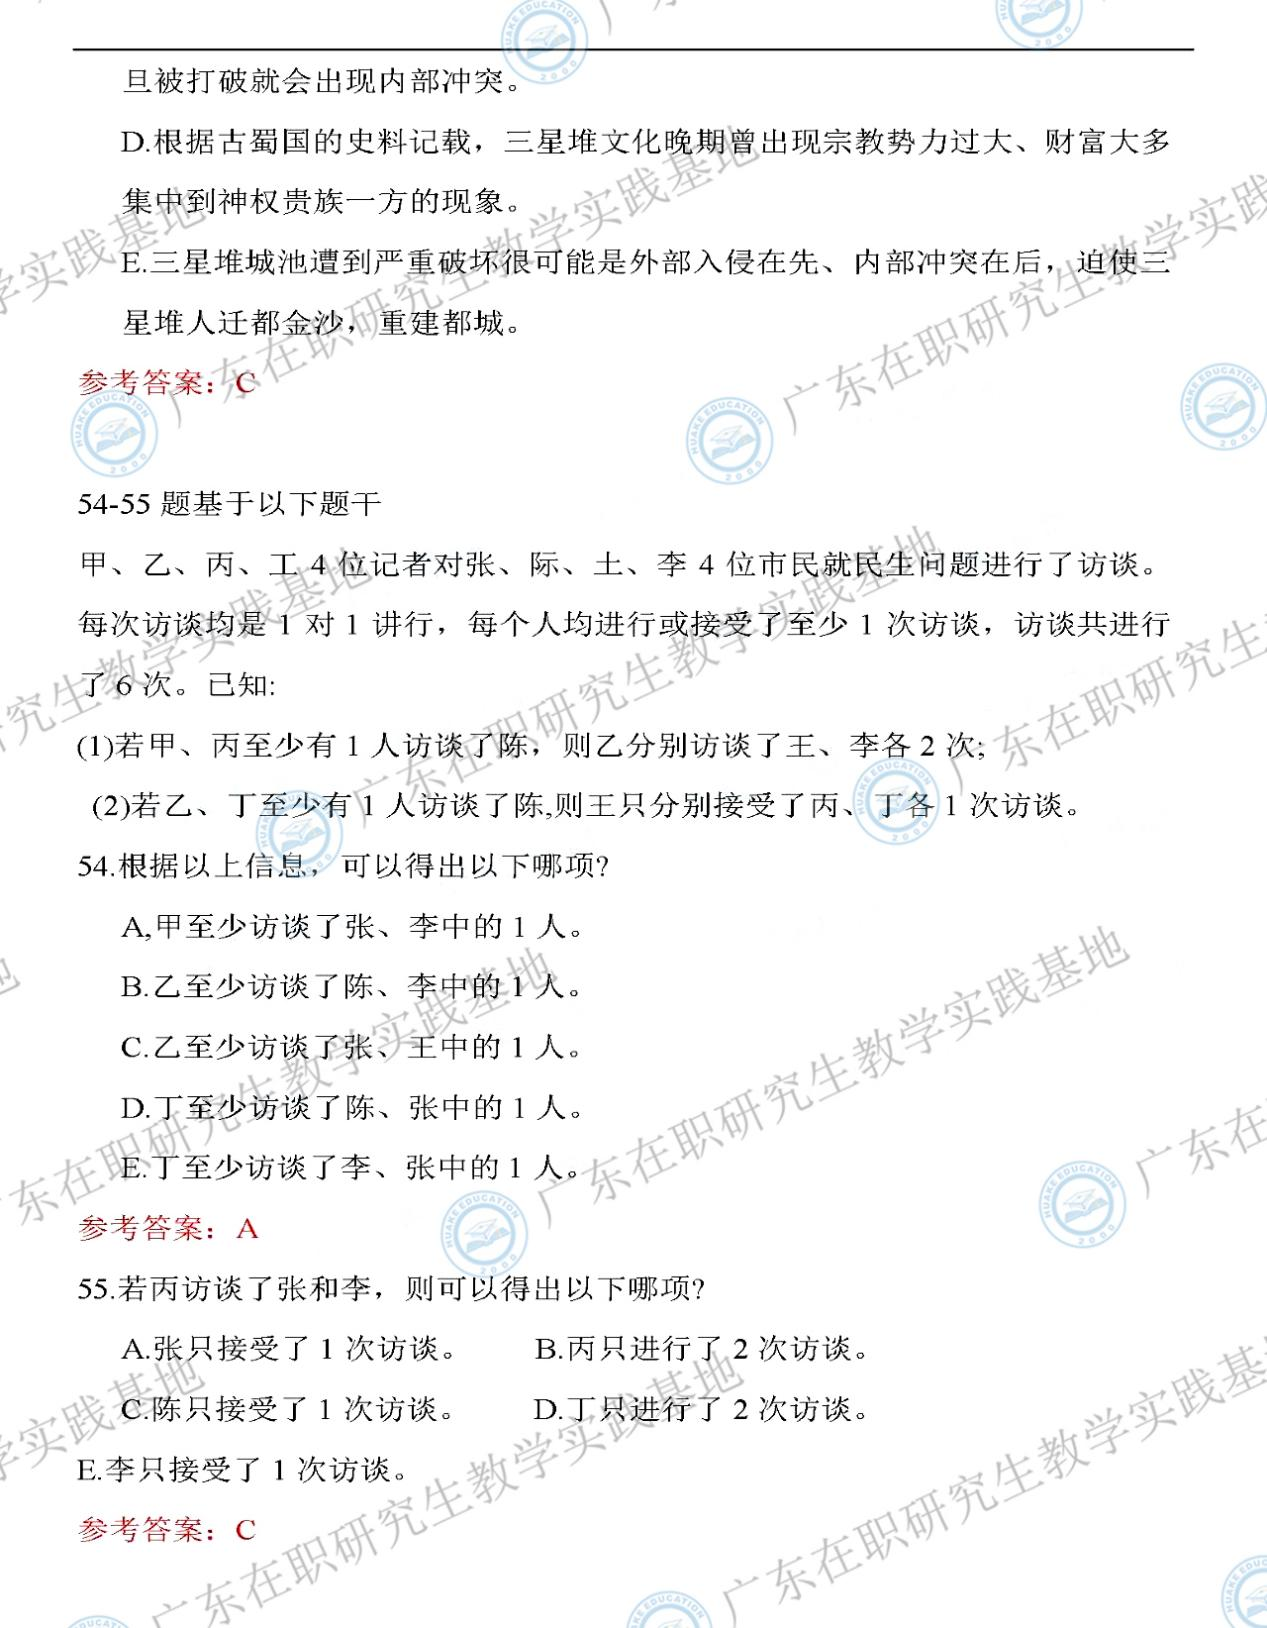 旦被打破就会出现内部冲突。
D.根据古蜀国的史料记载，三星堆文化晚期曾出现宗教势力过大、财富大多
集中到神权贵族一方的现象。
E.三星堆城池遭到严重破坏很可能是外部入侵在先、内部冲突在后，迫使三
星堆人迁都金沙，重建都城。
参考答案：C
54-55 题基于以下题干
甲、乙、丙、工 4 位记者对张、际、土、李 4 位市民就民生问题进行了访谈。
每次访谈均是 1 对 1 讲行，每个人均进行或接受了至少 1 次访谈，访谈共进行
了 6 次。已知:
(1)若甲、丙至少有 1 人访谈了陈，则乙分别访谈了王、李各 2 次;
(2)若乙、丁至少有 1 人访谈了陈,则王只分别接受了丙、丁各 1 次访谈。
54.根据以上信息，可以得出以下哪项?
A,甲至少访谈了张、李中的 1 人。
B.乙至少访谈了陈、李中的 1 人。
C.乙至少访谈了张、王中的 1 人。
D.丁至少访谈了陈、张中的 1 人。
E.丁至少访谈了李、张中的 1 人。
参考答案：A
55.若丙访谈了张和李，则可以得出以下哪项?
A.张只接受了 1 次访谈。 B.丙只进行了 2 次访谈。
C.陈只接受了 1 次访谈。 D.丁只进行了 2 次访谈。
E.李只接受了 1 次访谈。
参考答案：C
广东在职研究生教学实践基地
HUAKE EDUCATION
2000